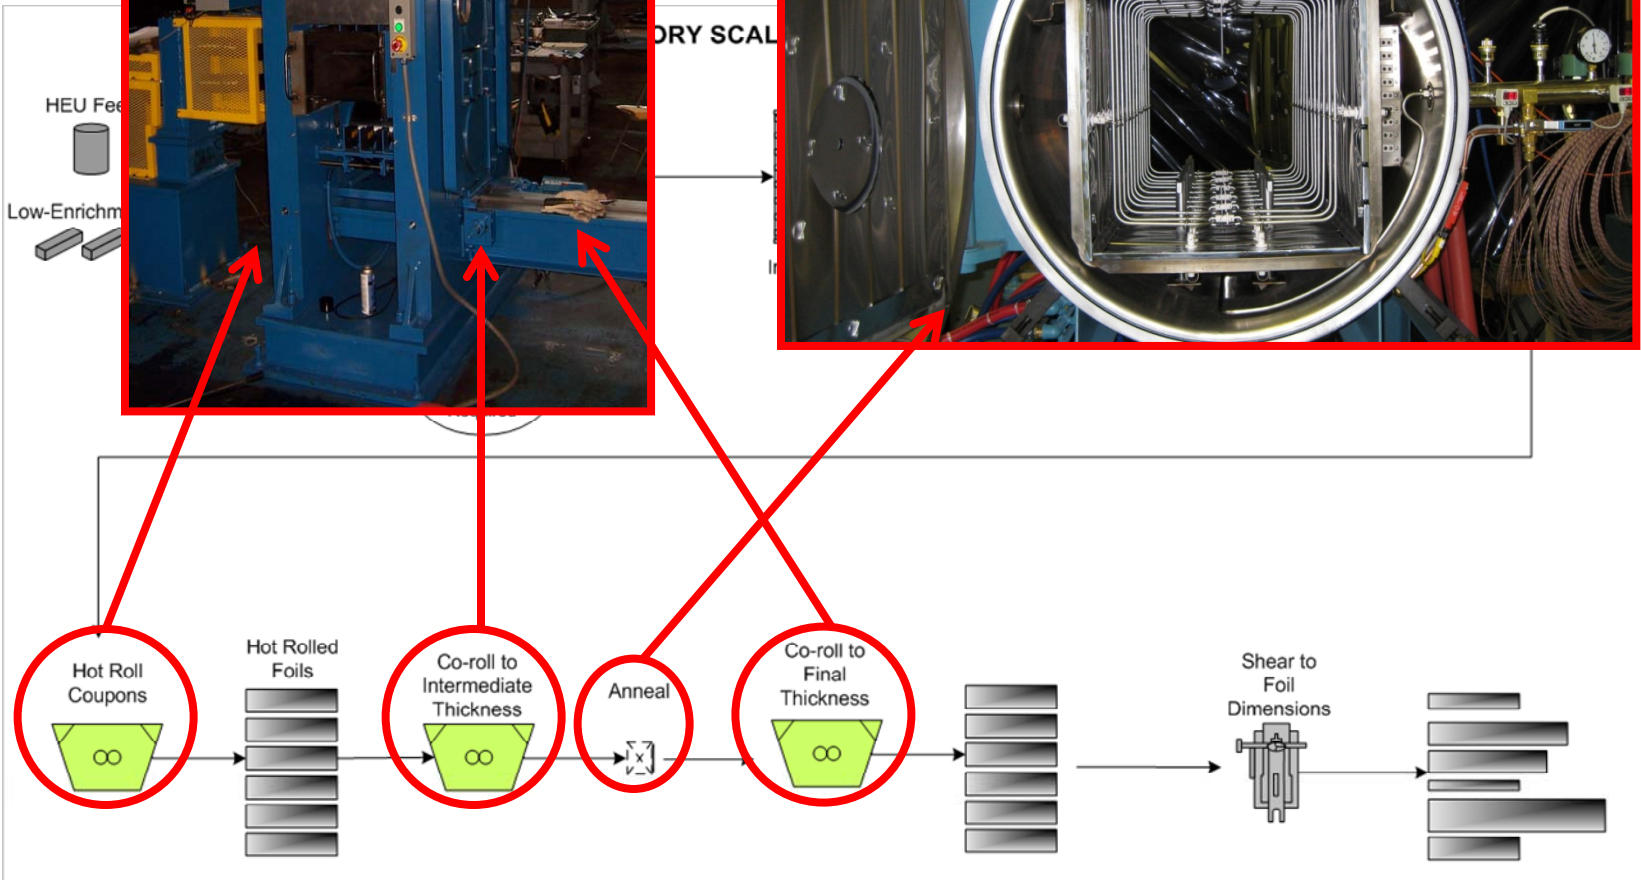 ORY SCAL
HEU Fee
Low-Enrichm
In
Hot Roll
Coupons
Hot Rolled
Foils
Co-roll to
Intermediate
Thickness
Anneal
Co-roll to
Final
Thickness
Shear to
Foil
Dimensions